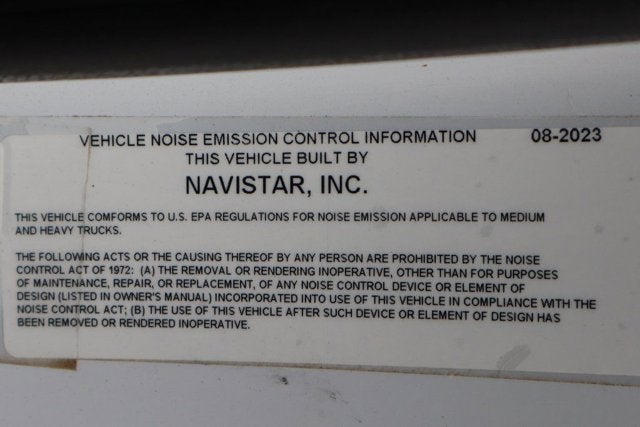 VEHICLE NOISE EMISSION CONTROL INFORMATION 08-2023
THIS VEHICLE BUILT BY
NAVISTAR, INC.
THIS VEHICLE COMFORMS TO U.S. EPA REGULATIONS FOR NOISE EMISSION APPLICABLE TO MEDIUM
AND HEAVY TRUCKS.
THE FOLLOWING ACTS OR THE CAUSING THEREOF BY ANY PERSON ARE PROHIBITED BY THE NOISE
CONTROL ACT OF 1972: (A) THE REMOVAL OR RENDERING INOPERATIVE, OTHER THAN FOR PURPOSES
OF MAINTENANCE, REPAIR, OR REPLACEMENT, OF ANY NOISE CONTROL DEVICE OR ELEMENT OF
DESIGN (LISTED IN OWNER'S MANUAL) INCORPORATED INTO USE OF THIS VEHICLE IN COMPLIANCE WITH THE
NOISE CONTROL ACT; (B) THE USE OF THIS VEHICLE AFTER SUCH DEVICE OR ELEMENT OF DESIGN HAS
BEEN REMOVED OR RENDERED INOPERATIVE.